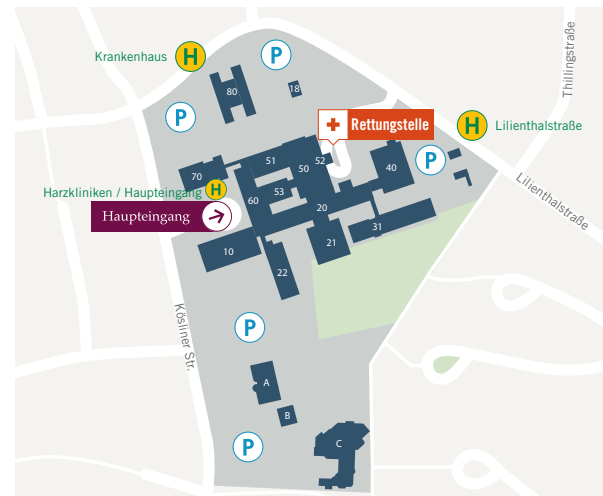 Krankenhaus H
P
Thillingstraße
80
18
P
Rettungstelle
H Lilienthalstraße
51
52
50
70
40
P
Harzkliniken / Haupteingang H
53
60
Lilienthalstraße
Haupteingang
20
31
10
21
22
Kösliner Str.
P
A
B
C
P